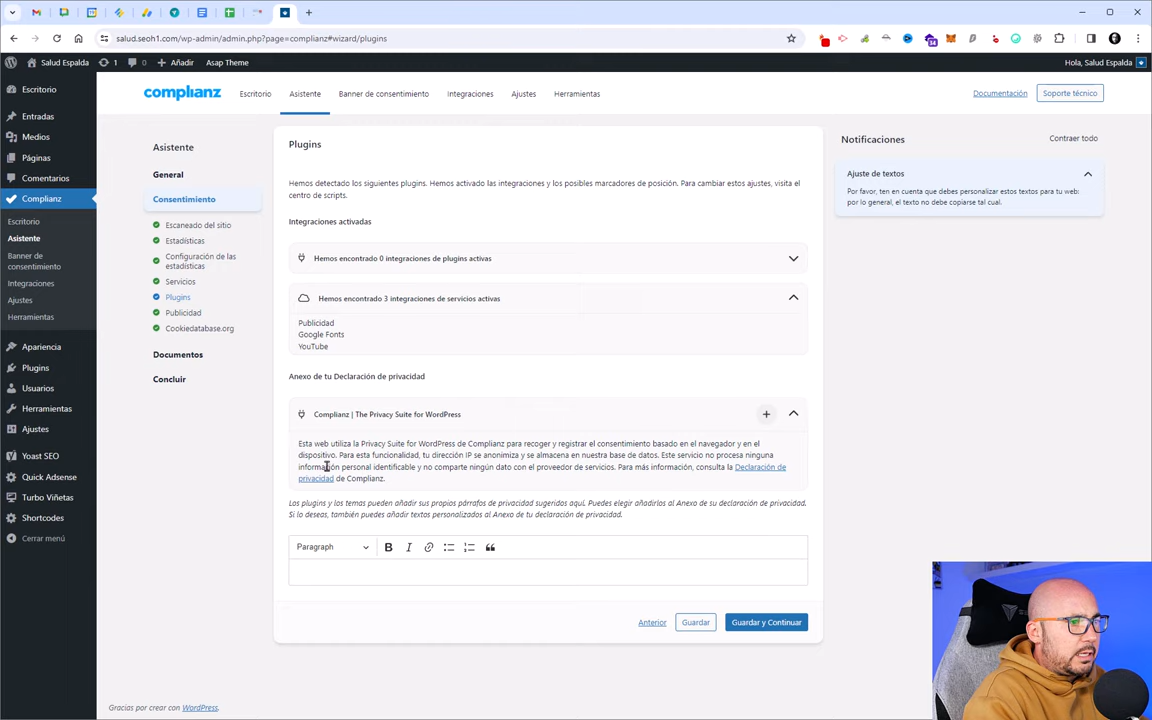 salud.seoh1.com/wp-admin/admin.php?page=complianz#wizard/plugins
Salud Espalda
1
0
Añadir
Asap Theme
Hola, Salud Espalda
Escritorio
Entradas
Medios
Páginas
Comentarios
Complianz
Escritorio
Asistente
Banner de
consentimiento
Integraciones
Ajustes
Herramientas
Apariencia
Plugins
Usuarios
Herramientas
Ajustes
Yoast SEO
Quick Adsense
Turbo Viñetas
Shortcodes
Cerrar menú
complianz
Escritorio
Asistente
Banner de consentimiento
Integraciones
Ajustes
Herramientas
Documentación
Soporte técnico
Asistente
General
Consentimiento
Escaneado del sitio
Estadísticas
Configuración de las
estadísticas
Servicios
Plugins
Publicidad
Cookiedatabase.org
Documentos
Concluir
Plugins
Hemos detectado los siguientes plugins. Hemos activado las integraciones y los posibles marcadores de posición. Para cambiar estos ajustes, visita el
centro de scripts.
Integraciones activadas
Hemos encontrado 0 integraciones de plugins activas
Hemos encontrado 3 integraciones de servicios activas
Publicidad
Google Fonts
YouTube
Anexo de tu Declaración de privacidad
Complianz | The Privacy Suite for WordPress
Esta web utiliza la Privacy Suite for WordPress de Complianz para recoger y registrar el consentimiento basado en el navegador y en el
dispositivo. Para esta funcionalidad, tu dirección IP se anonimiza y se almacena en nuestra base de datos. Este servicio no procesa ninguna
información personal identificable y no comparte ningún dato con el proveedor de servicios. Para más información, consulta la Declaración de
privacidad de Complianz.
Los plugins y los temas pueden añadir sus propios párrafos de privacidad sugeridos aquí. Puedes elegir añadirlos al Anexo de su declaración de privacidad.
Si lo deseas, también puedes añadir textos personalizados al Anexo de tu declaración de privacidad.
Paragraph
B
I
Anterior
Guardar
Guardar y Continuar
Notificaciones
Contraer todo
Ajuste de textos
Por favor, ten en cuenta que debes personalizar estos textos para tu web:
por lo general, el texto no debe copiarse tal cual.
Gracias por crear con WordPress.